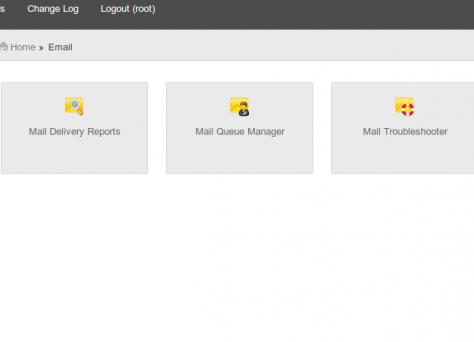 s Change Log Logout (root)
Home » Email
Mail Delivery Reports Mail Queue Manager Mail Troubleshooter